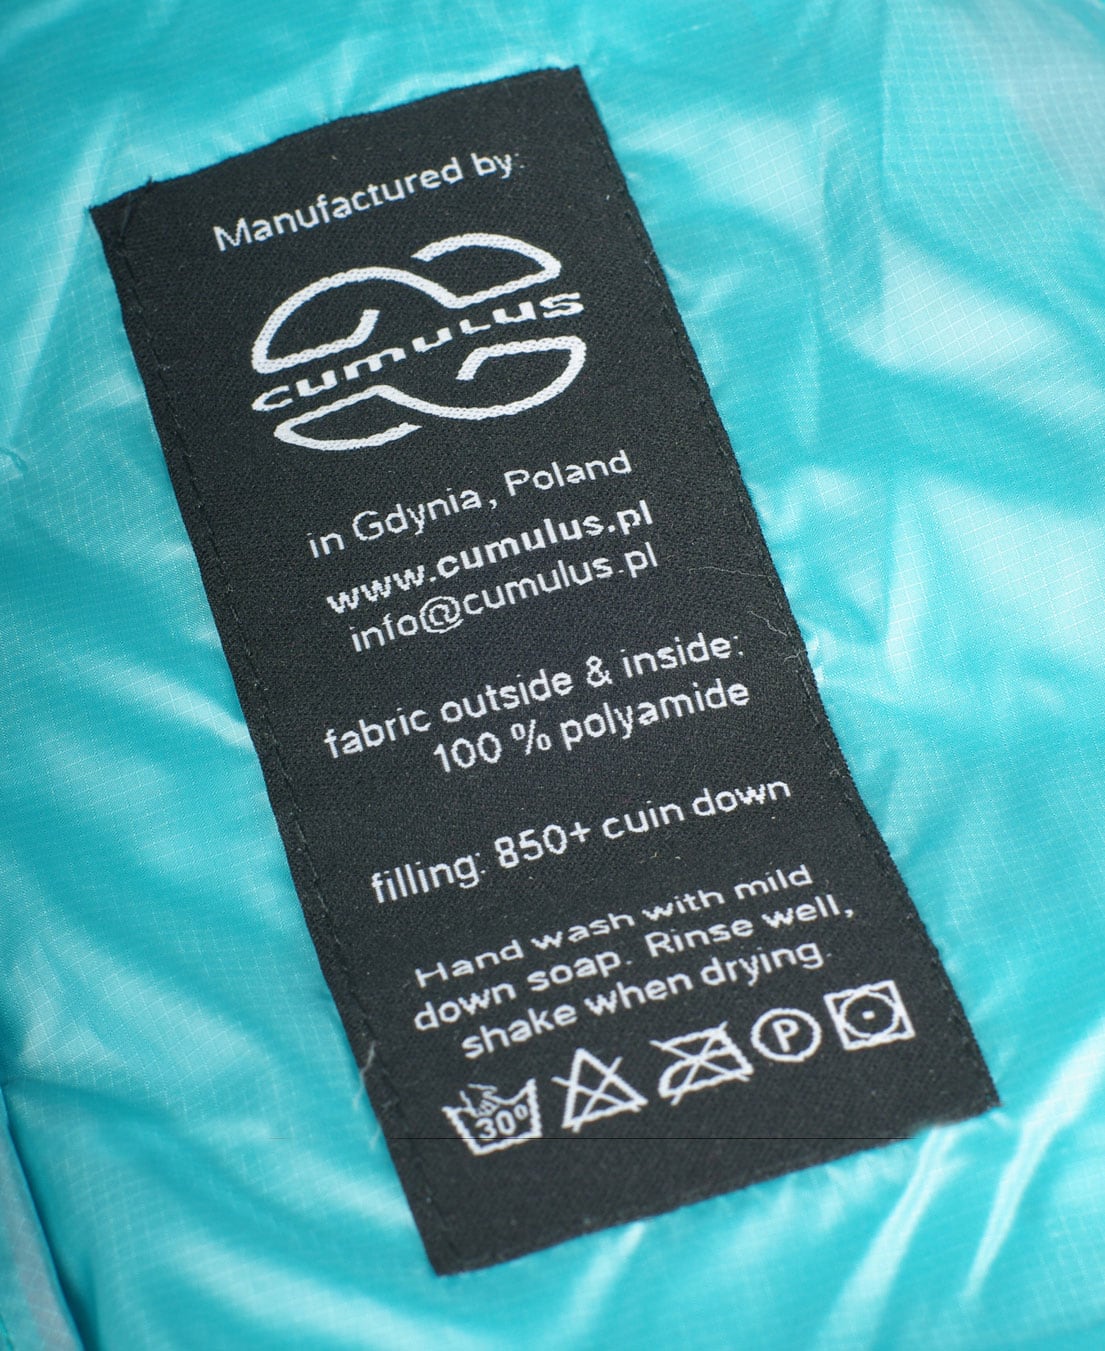 Manufactured by:
cumulus
in Gdynia, Poland
www.cumulus.pl
info@cumulus.pl
fabric outside & inside:
100 % polyamide
filling: 850+ cuin down
Hand wash with mild
down soap. Rinse well,
shake when drying.
30° P